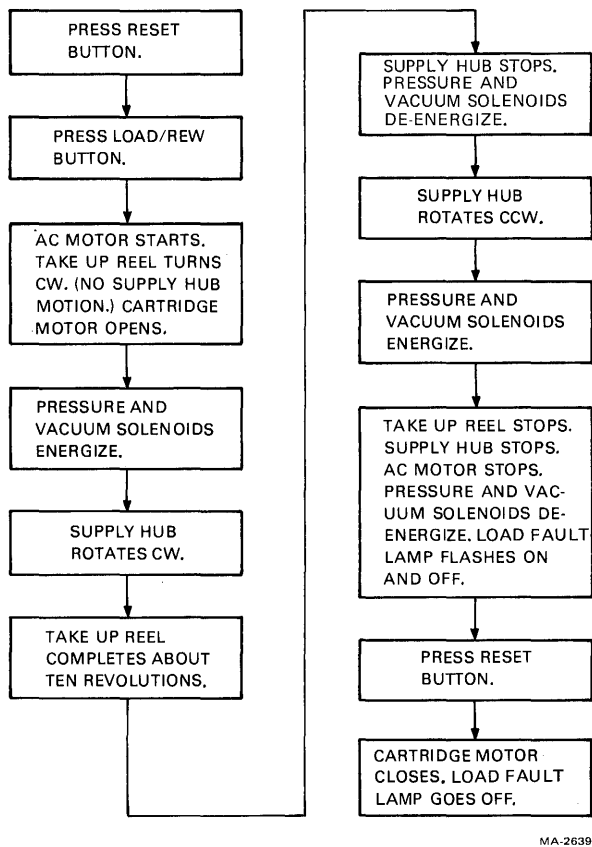 PRESS RESET
BUTTON.
PRESS LOAD/REW
BUTTON.
AC MOTOR STARTS.
TAKE UP REEL TURNS
CW. (NO SUPPLY HUB
MOTION.) CARTRIDGE
MOTOR OPENS.
PRESSURE AND
VACUUM SOLENOIDS
ENERGIZE.
SUPPLY HUB
ROTATES CW.
TAKE UP REEL
COMPLETES ABOUT
TEN REVOLUTIONS.
SUPPLY HUB STOPS.
PRESSURE AND
VACUUM SOLENOIDS
DE-ENERGIZE.
SUPPLY HUB
ROTATES CCW.
PRESSURE AND
VACUUM SOLENOIDS
ENERGIZE.
TAKE UP REEL STOPS.
SUPPLY HUB STOPS.
AC MOTOR STOPS.
PRESSURE AND VAC-
UUM SOLENOIDS DE-
ENERGIZE. LOAD FAULT
LAMP FLASHES ON
AND OFF.
PRESS RESET
BUTTON.
CARTRIDGE MOTOR
CLOSES. LOAD FAULT
LAMP GOES OFF.
MA-2639